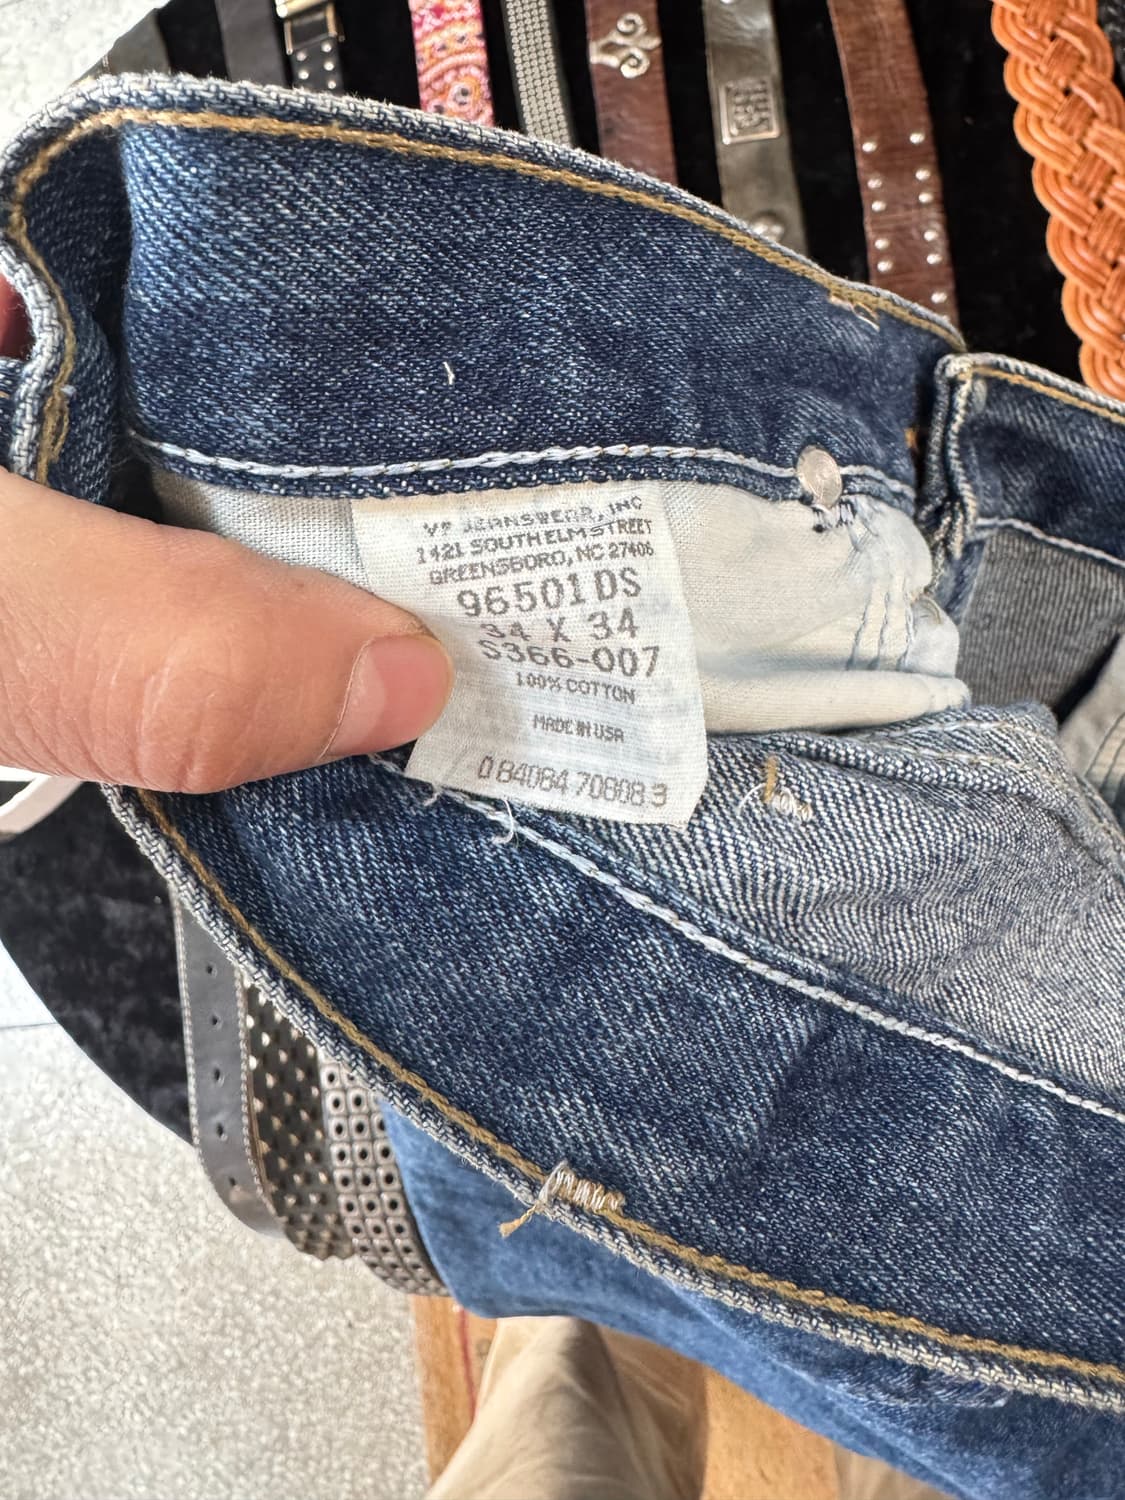 VF JEANSWEAR, INC
1421 SOUTH ELM STREET
GREENSBORO, NC 27406
96501DS
34 X 34
S366-007
100% COTTON
MADE IN USA
0 84084 70808 3